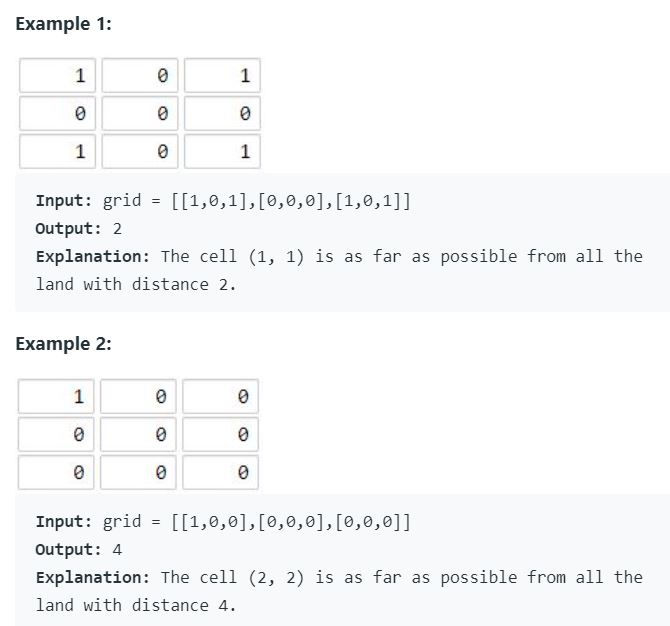 Example 1:
1 0 1
0 0 0
1 0 1
Input: grid = [[1,0,1],[0,0,0],[1,0,1]]
Output: 2
Explanation: The cell (1, 1) is as far as possible from all the
land with distance 2.
Example 2:
1 0 0
0 0 0
0 0 0
Input: grid = [[1,0,0],[0,0,0],[0,0,0]]
Output: 4
Explanation: The cell (2, 2) is as far as possible from all the
land with distance 4.